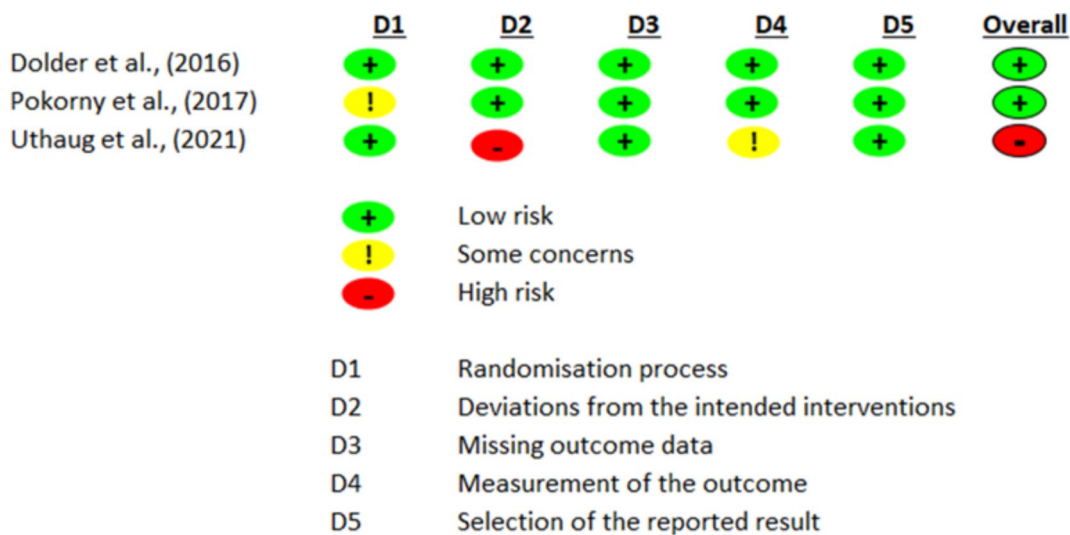 D1 D2 D3 D4 D5 Overall
Dolder et al., (2016) + + + + + +
Pokorny et al., (2017) ! + + + + +
Uthaug et al., (2021) + - + ! + -
+ Low risk
! Some concerns
- High risk
D1 Randomisation process
D2 Deviations from the intended interventions
D3 Missing outcome data
D4 Measurement of the outcome
D5 Selection of the reported result